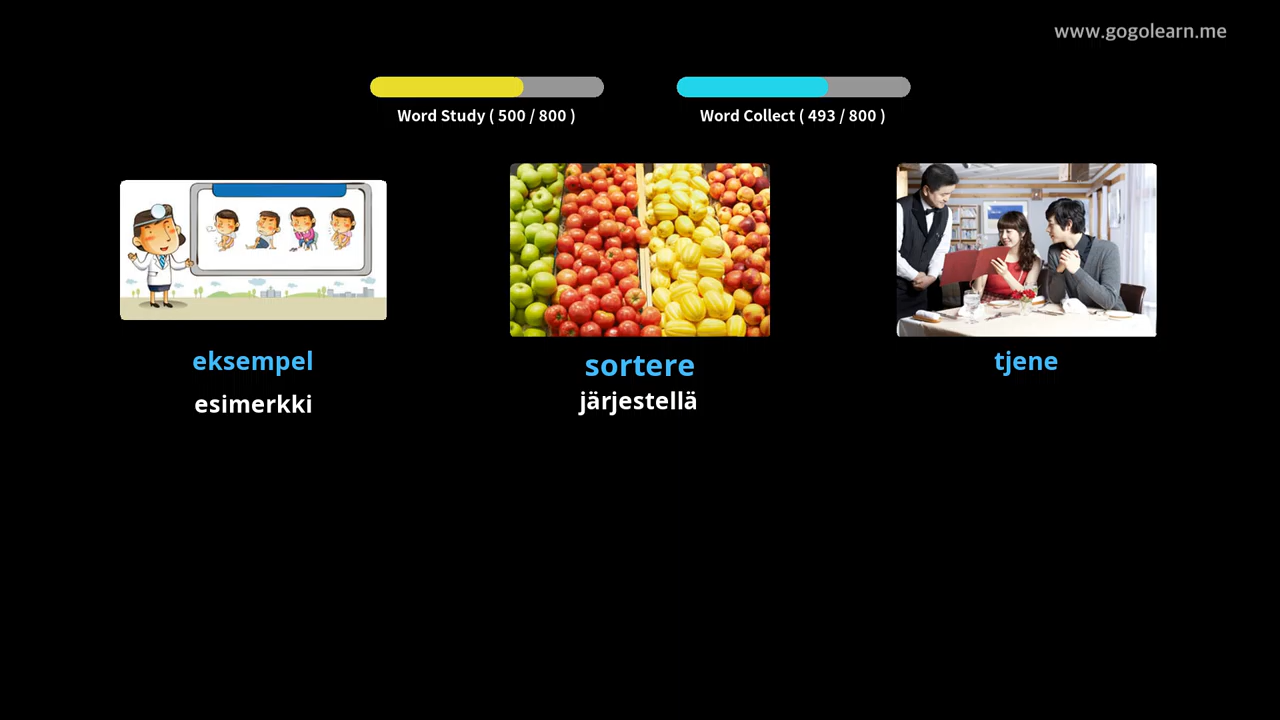 www.gogolearn.me
Word Study ( 500 / 800 )
Word Collect ( 493 / 800 )
eksempel
esimerkki
sortere
järjestellä
tjene